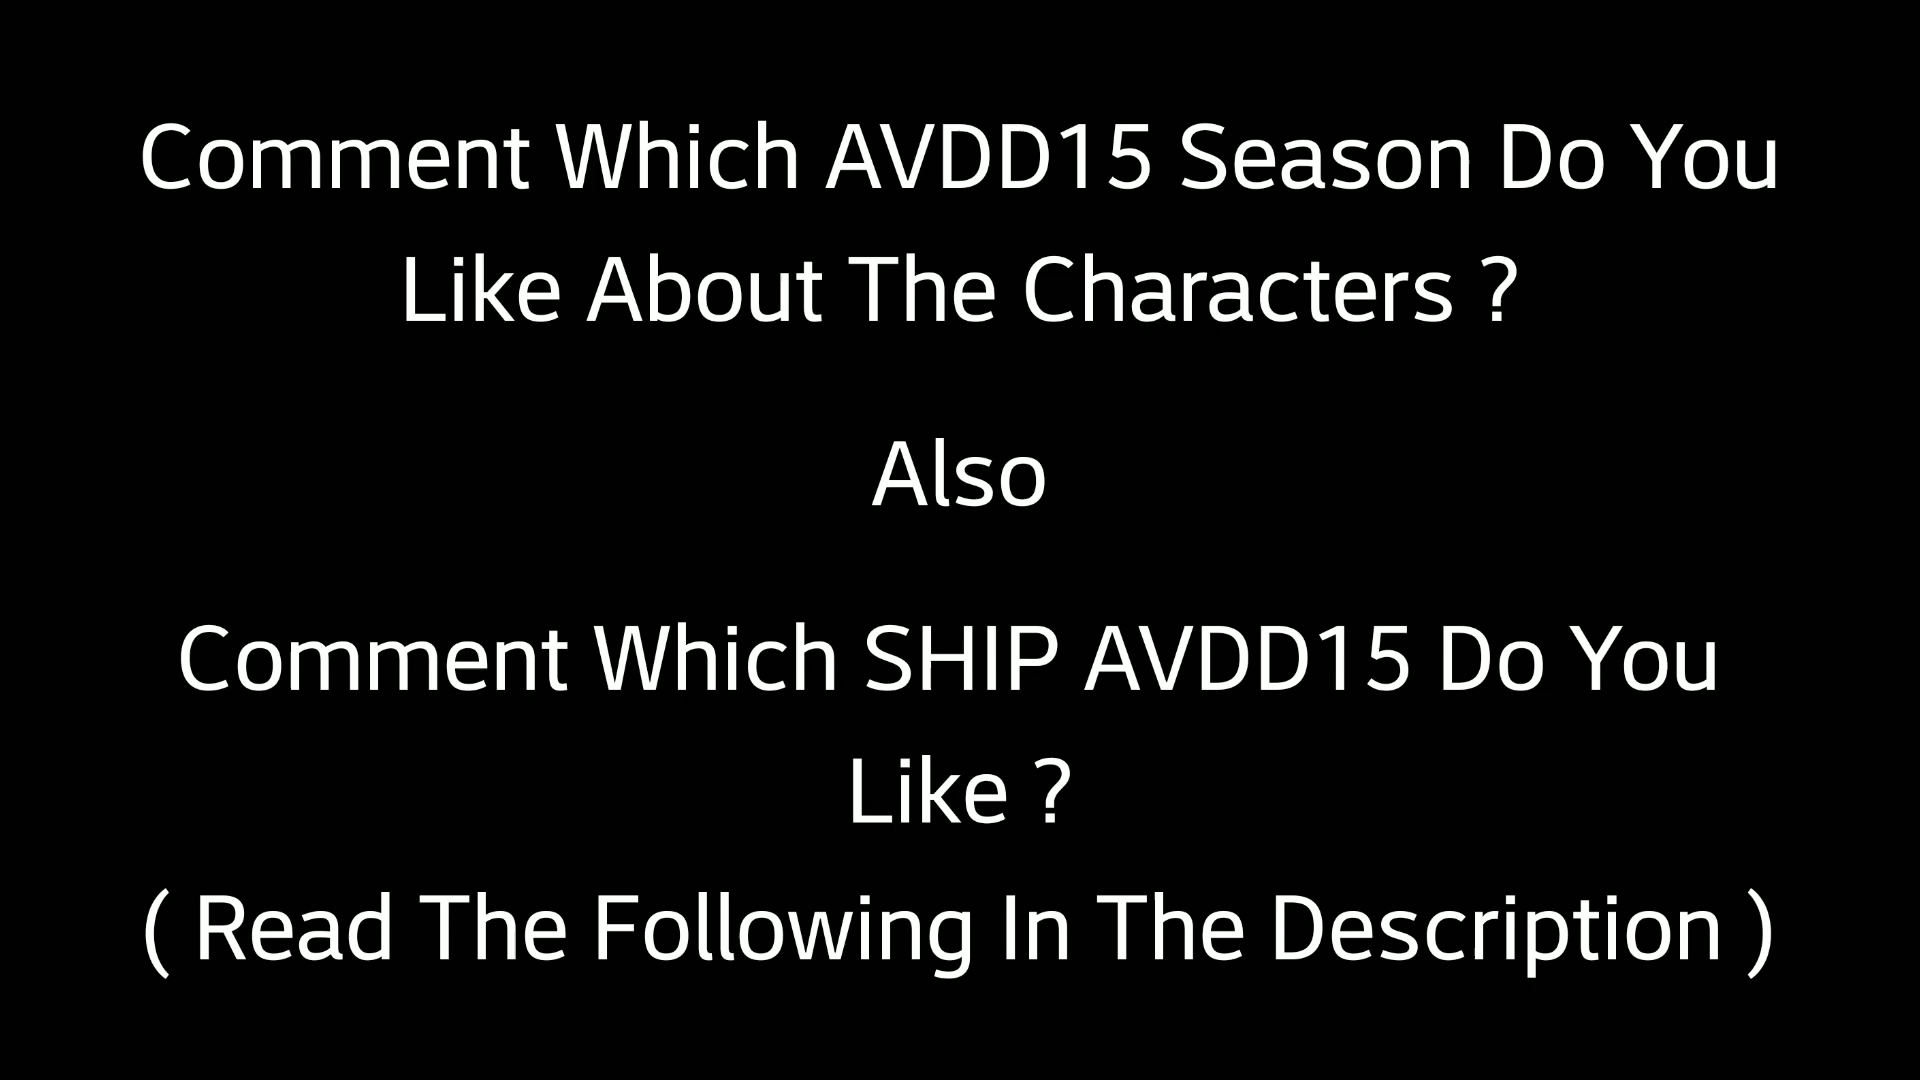 Comment Which AVDD15 Season Do You
Like About The Characters ?
Also
Comment Which SHIP AVDD15 Do You
Like ?
( Read The Following In The Description )